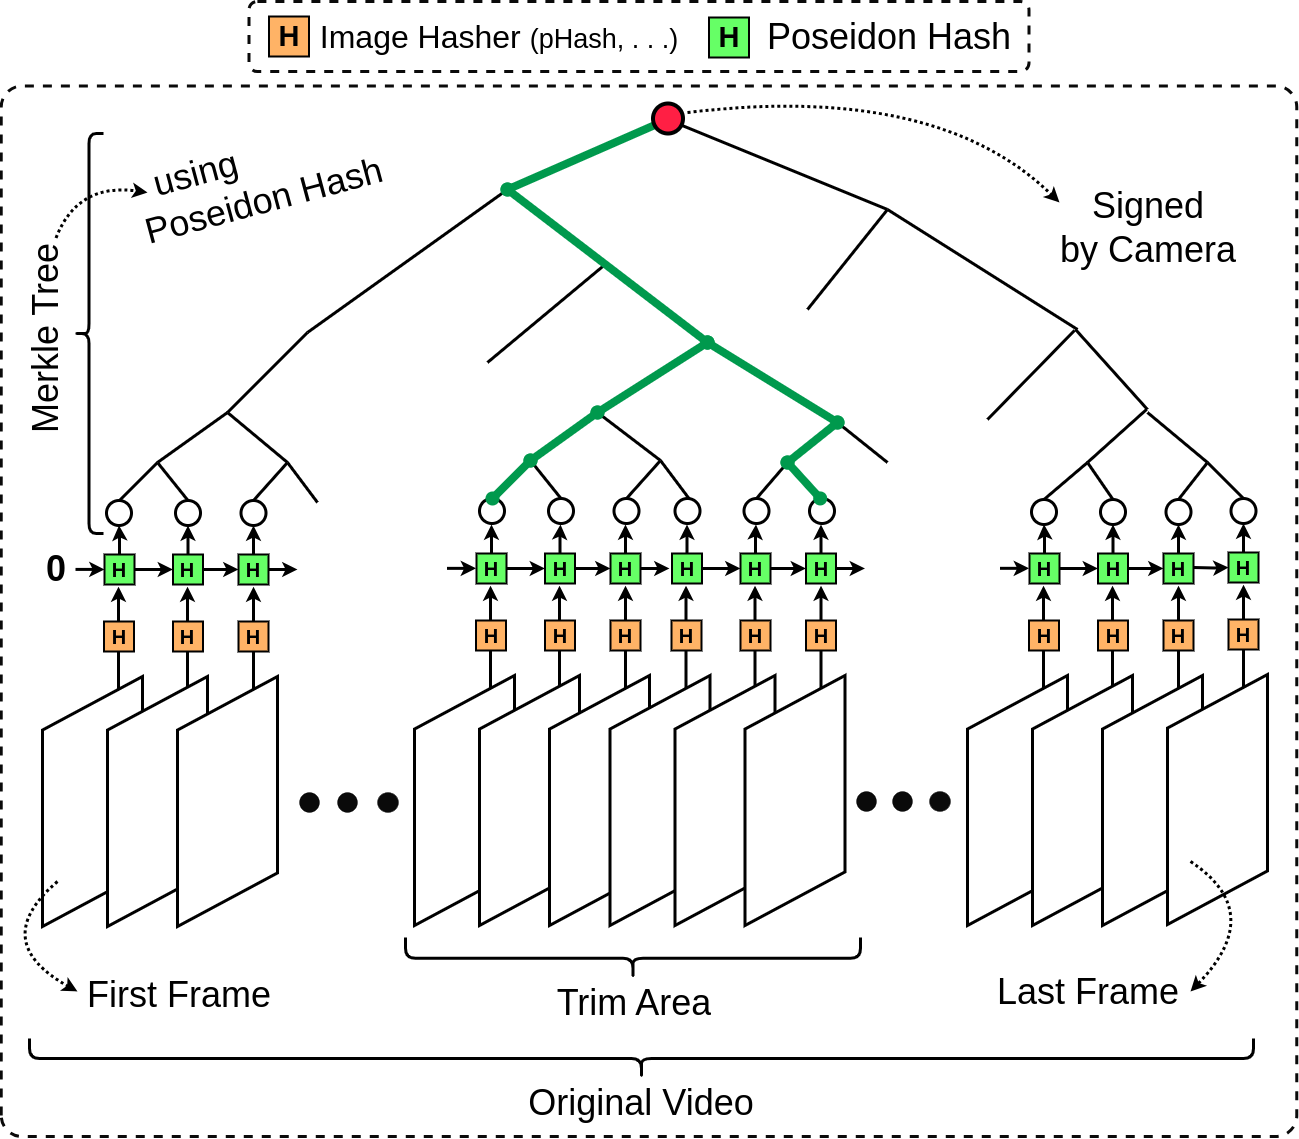 H Image Hasher (pHash, . . .) H Poseidon Hash
using
Poseidon Hash
Signed
by Camera
Merkle Tree
0 H H H H H H H H H H H H H
H H H H H H H H H H H H H
First Frame
Trim Area
Last Frame
Original Video